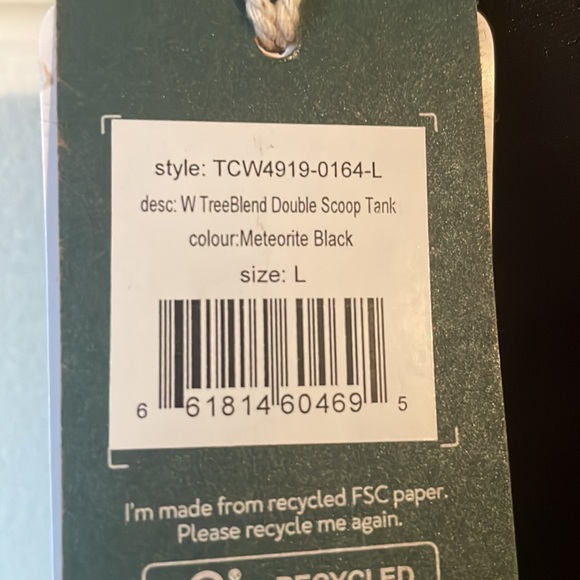 style: TCW4919-0164-L
desc: W TreeBlend Double Scoop Tank
colour:Meteorite Black
size: L
6 61814 60469 5
I'm made from recycled FSC paper.
Please recycle me again.
RECYCLED